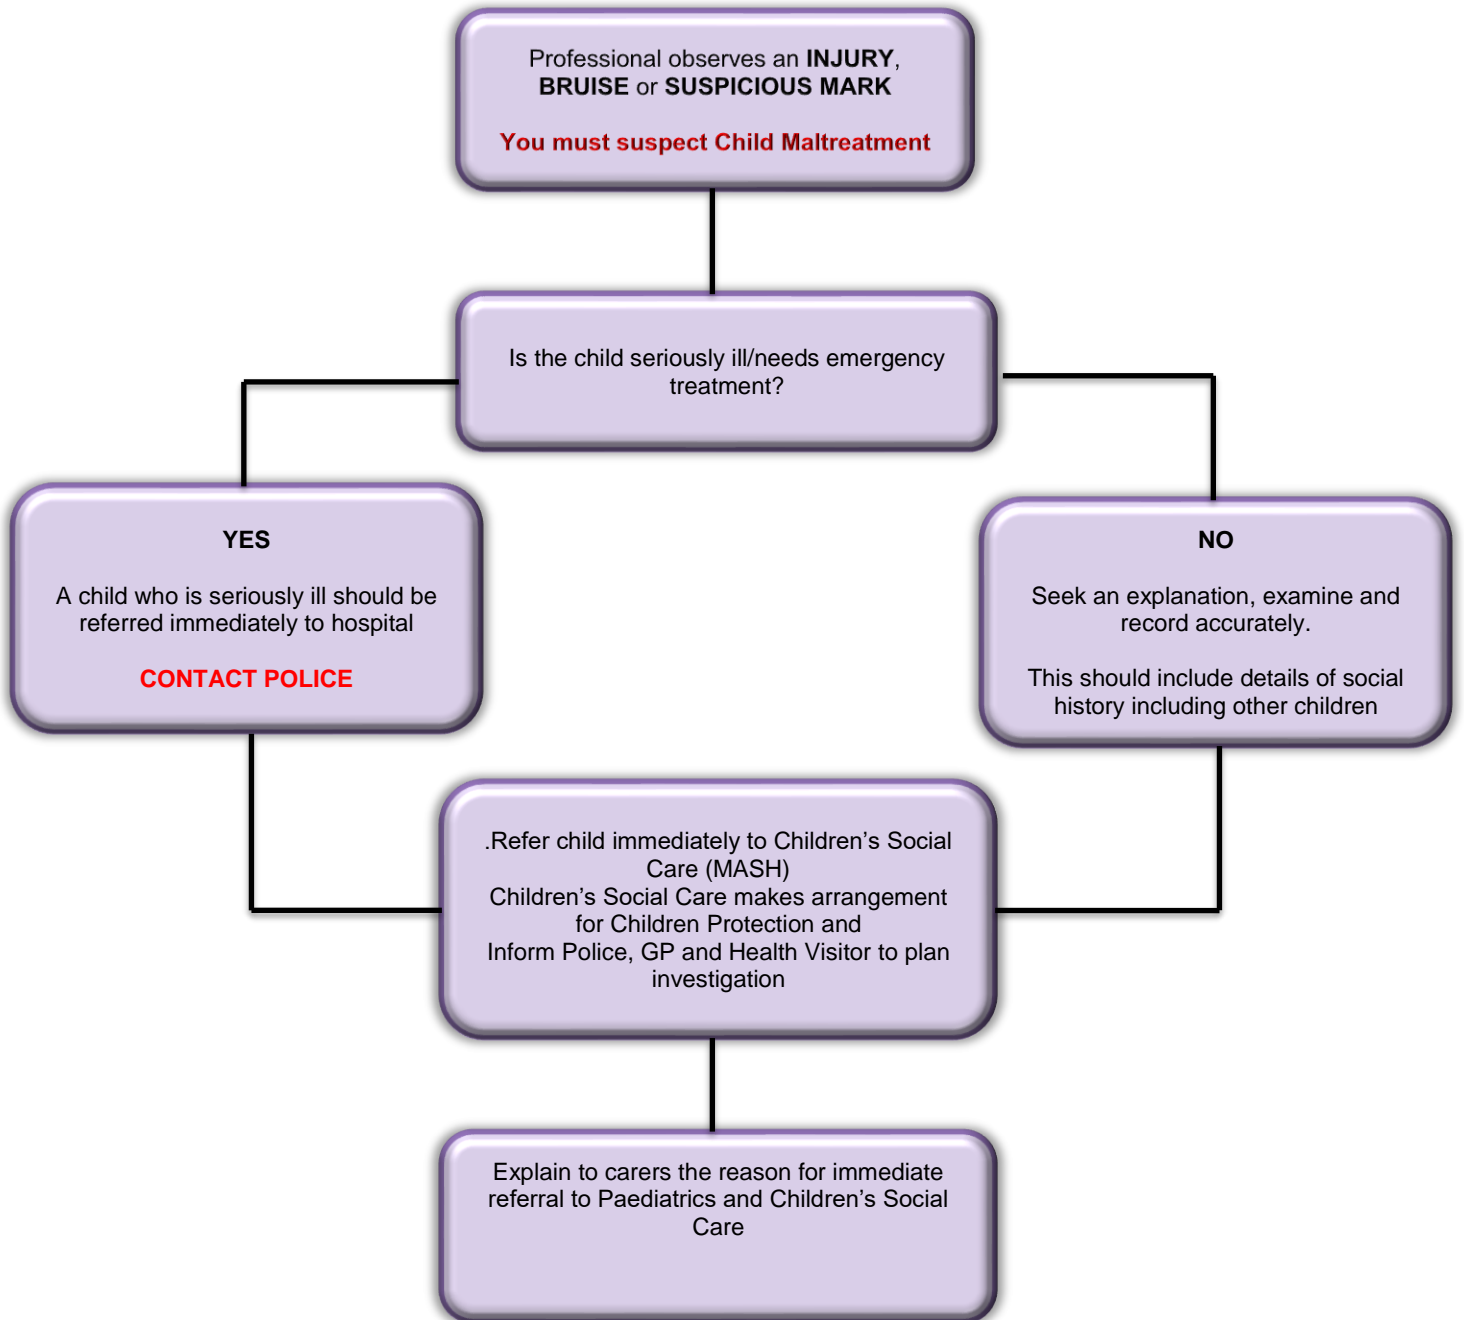 Professional observes an INJURY,
BRUISE or SUSPICIOUS MARK
You must suspect Child Maltreatment
Is the child seriously ill/needs emergency
treatment?
YES
A child who is seriously ill should be
referred immediately to hospital
CONTACT POLICE
NO
Seek an explanation, examine and
record accurately.
This should include details of social
history including other children
.Refer child immediately to Children’s Social
Care (MASH)
Children’s Social Care makes arrangement
for Children Protection and
Inform Police, GP and Health Visitor to plan
investigation
Explain to carers the reason for immediate
referral to Paediatrics and Children’s Social
Care